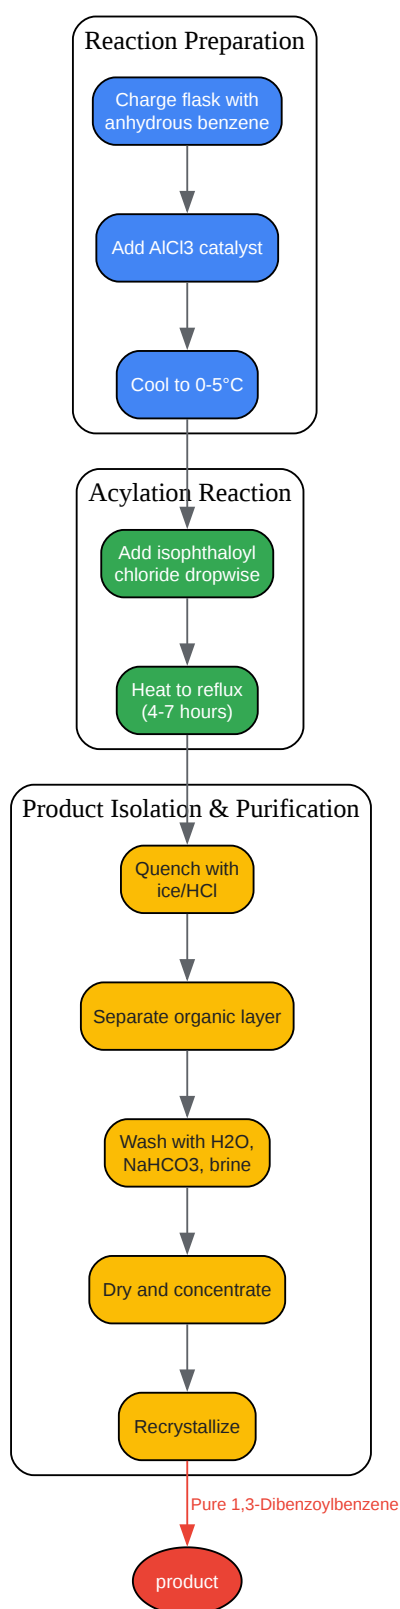 Reaction Preparation
Charge flask with
anhydrous benzene
Add AlCl3 catalyst
Cool to 0-5°C
Acylation Reaction
Add isophthaloyl
chloride dropwise
Heat to reflux
(4-7 hours)
Product Isolation & Purification
Quench with
ice/HCl
Separate organic layer
Wash with H2O,
NaHCO3, brine
Dry and concentrate
Recrystallize
Pure 1,3-Dibenzoylbenzene
product